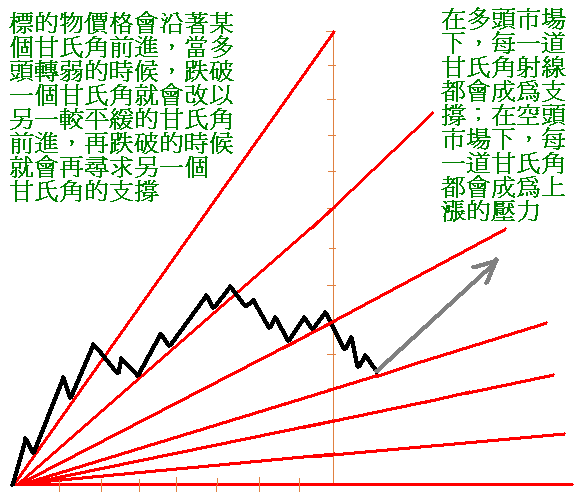 標的物價格會沿著某
個甘氏角前進，當多
頭轉弱的時候，跌破
一個甘氏角就會改以
另一較平緩的甘氏角
前進，再跌破的時候
就會再尋求另一個
甘氏角的支撐
在多頭市場
下，每一道
甘氏角射線
都會成為支
撐；在空頭
市場下，每
一道甘氏角
都會成為上
漲的壓力